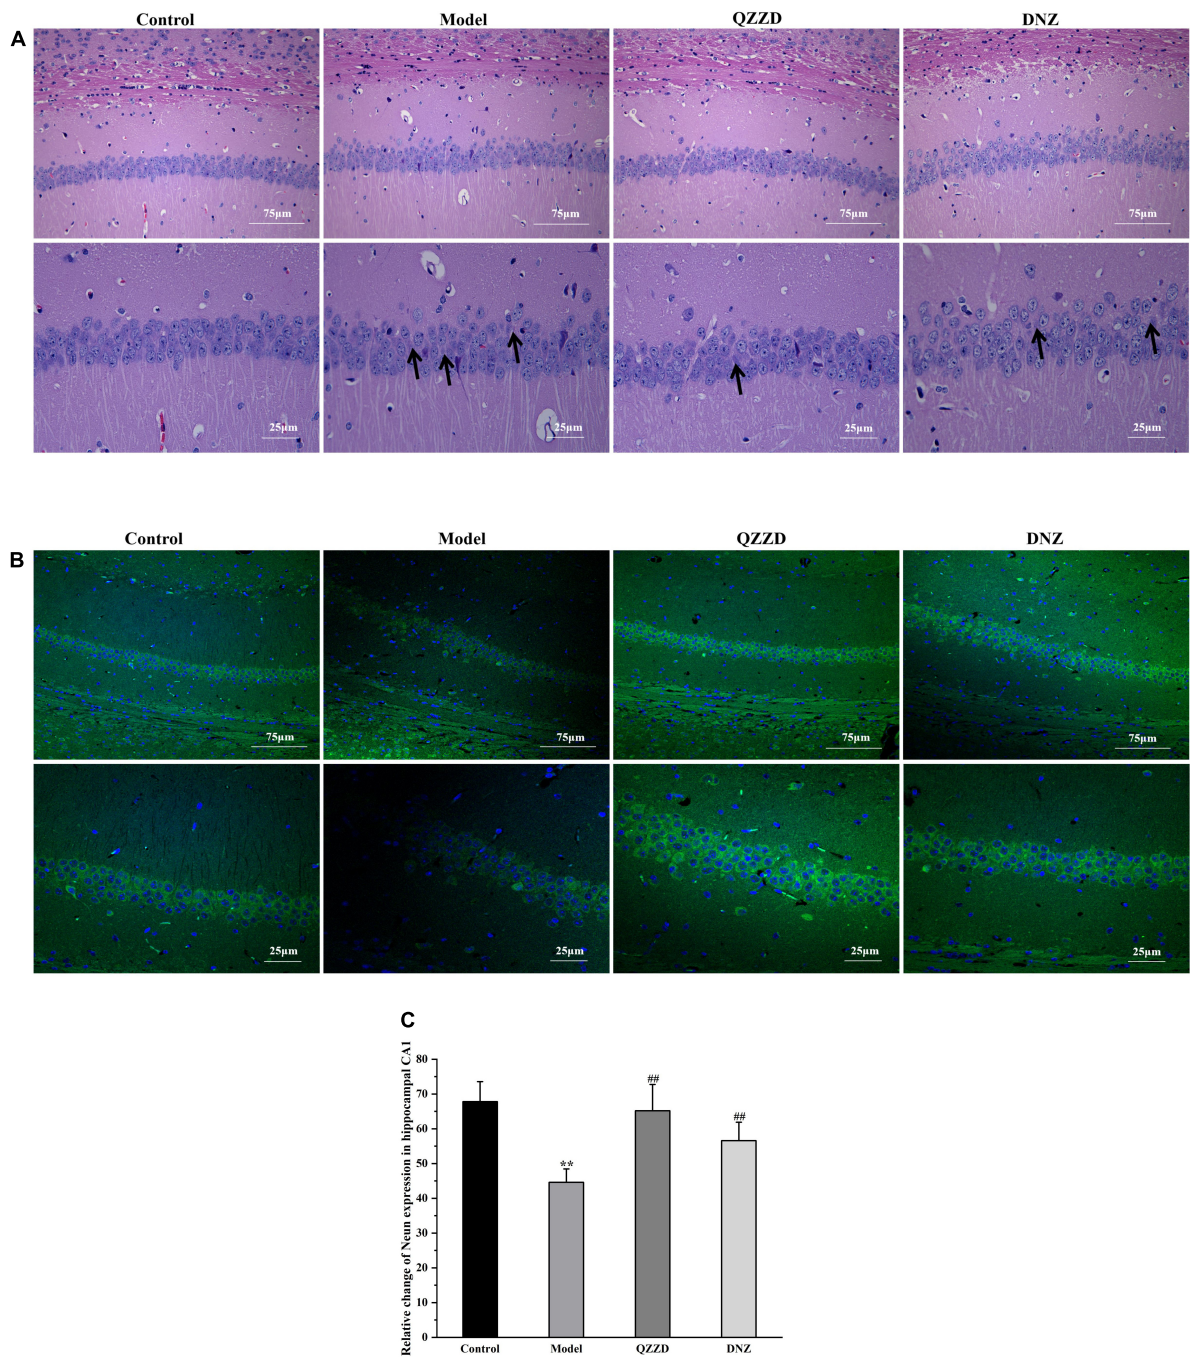 Control Model QZZD DNZ
A
75μm 75μm 75μm 75μm
25μm 25μm 25μm 25μm
Control Model QZZD DNZ
B
75μm 75μm 75μm 75μm
25μm 25μm 25μm 25μm
C
Relative change of Neun expression in hippocampal CA1
80
70
60
50
40
30
20
10
0
**
##
##
Control Model QZZD DNZ